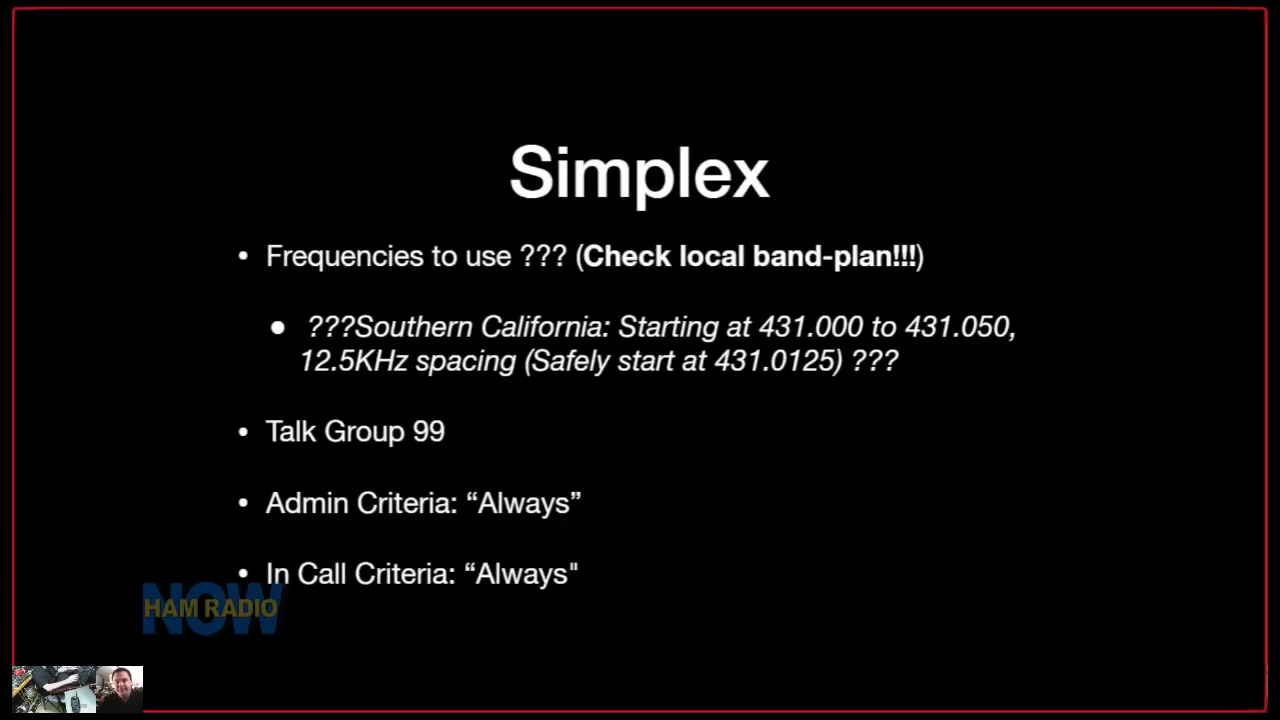 Simplex
• Frequencies to use ??? (Check local band-plan!!!)
● ???Southern California: Starting at 431.000 to 431.050,
12.5KHz spacing (Safely start at 431.0125) ???
• Talk Group 99
• Admin Criteria: “Always”
• In Call Criteria: “Always"
NOW
HAM RADIO